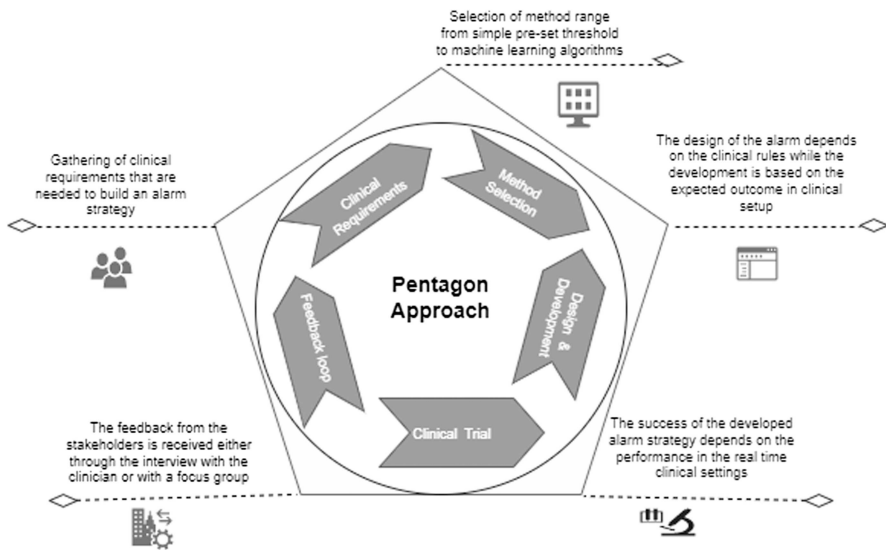 Selection of method range
from simple pre-set threshold
to machine learning algorithms
Gathering of clinical
requirements that are
needed to build an alarm
strategy
The design of the alarm depends
on the clinical rules while the
development is based on the
expected outcome in clinical
setup
Clinical
Requirements
Method
Selection
Pentagon
Approach
Design &
Development
Feedback loop
Clinical Trial
The feedback from the
stakeholders is received either
through the interview with the
clinician or with a focus group
The success of the developed
alarm strategy depends on the
performance in the real time
clinical settings